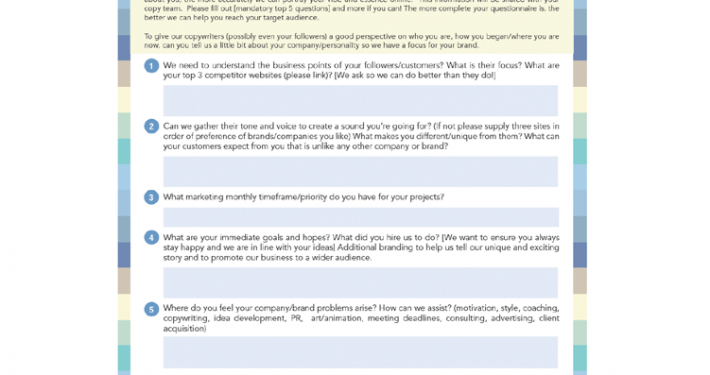 about you, the more accurately we can portray your vibe and essence online. This information will be shared with your
copy team. Please fill out [mandatory top 5 questions] and more if you can! The more complete your questionnaire is, the
better we can help you reach your target audience.
To give our copywriters (possibly even your followers) a good perspective on who you are, how you began/where you are
now, can you tell us a little bit about your company/personality so we have a focus for your brand.
1 We need to understand the business points of your followers/customers? What is their focus? What are
your top 3 competitor websites (please link)? [We ask so we can do better than they do!]
2 Can we gather their tone and voice to create a sound you're going for? (If not please supply three sites in
order of preference of brands/companies you like) What makes you different/unique from them? What can
your customers expect from you that is unlike any other company or brand?
3 What marketing monthly timeframe/priority do you have for your projects?
4 What are your immediate goals and hopes? What did you hire us to do? [We want to ensure you always
stay happy and we are in line with your ideas] Additional branding to help us tell our unique and exciting
story and to promote our business to a wider audience.
5 Where do you feel your company/brand problems arise? How can we assist? (motivation, style, coaching,
copywriting, idea development, PR, art/animation, meeting deadlines, consulting, advertising, client
acquisition)